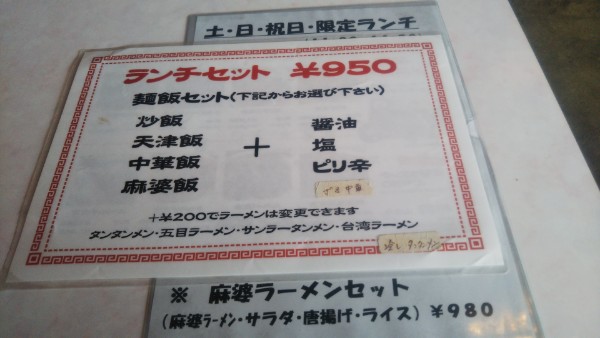 土・日・祝日・限定ランチ
ランチセット ¥950
麺飯セット(下記からお選び下さい)
炒飯
天津飯
中華飯
麻婆飯
+
醤油
塩
ピリ辛
+¥200でラーメンは変更できます
タンタンメン・五目ラーメン・サンラータンメン・台湾ラーメン
※ 麻婆ラーメンセット
(麻婆ラーメン・サラダ・唐揚げ・ライス) ¥980